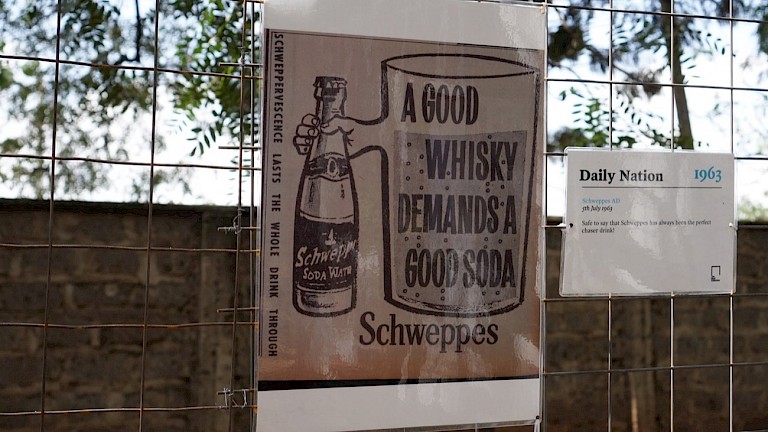 SCHWEPPERVESCENCE LASTS THE WHOLE DRINK THROUGH
A GOOD
WHISKY
DEMANDS A
GOOD SODA
Schweppes
SODA WATER
Schweppes
Daily Nation 1963
Schweppes AD
5th July 1963
Safe to say that Schweppes has always been the perfect
chaser drink!